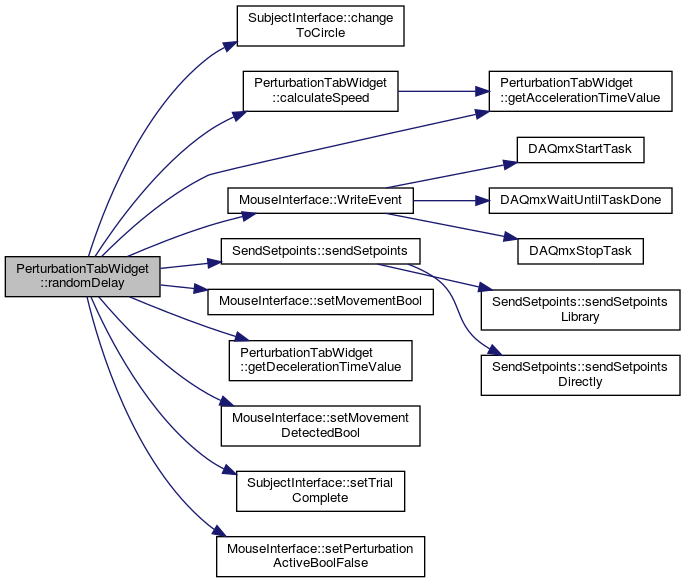 PerturbationTabWidget
::randomDelay
SubjectInterface::change
ToCircle
PerturbationTabWidget
::calculateSpeed
PerturbationTabWidget
::getAccelerationTimeValue
MouseInterface::WriteEvent
DAQmxStartTask
DAQmxWaitUntilTaskDone
DAQmxStopTask
SendSetpoints::sendSetpoints
SendSetpoints::sendSetpoints
Library
SendSetpoints::sendSetpoints
Directly
MouseInterface::setMovementBool
PerturbationTabWidget
::getDecelerationTimeValue
MouseInterface::setMovement
DetectedBool
SubjectInterface::setTrial
Complete
MouseInterface::setPerturbation
ActiveBoolFalse